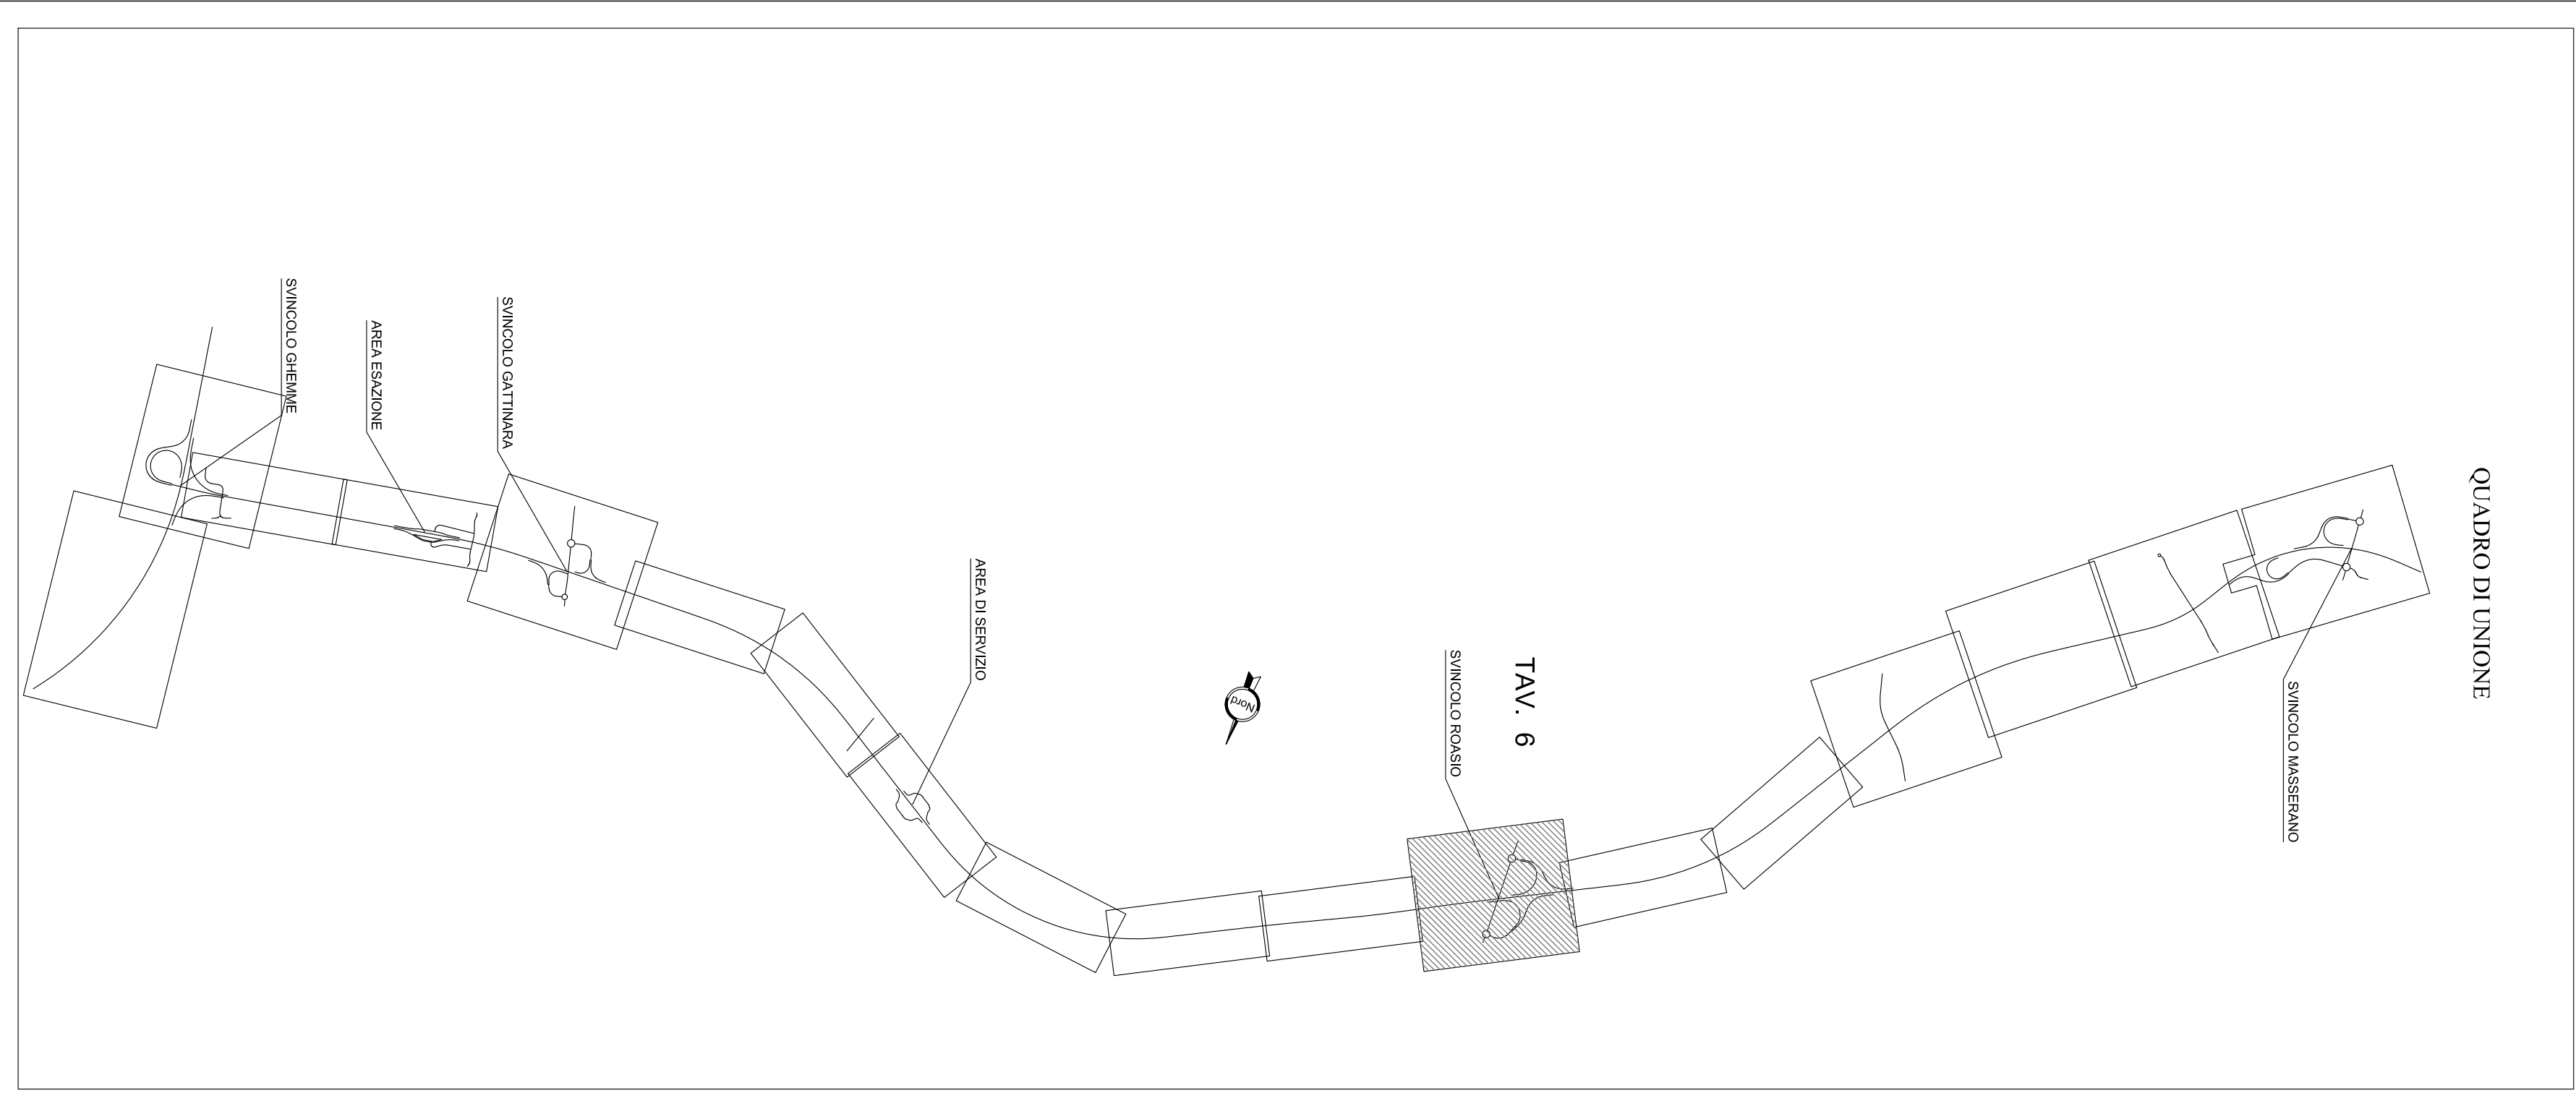 QUADRO DI UNIONE
SVINCOLO MASSERANO
TAV. 6
SVINCOLO ROASIO
Nord
AREA DI SERVIZIO
SVINCOLO GATTINARA
AREA ESAZIONE
SVINCOLO GHEMME